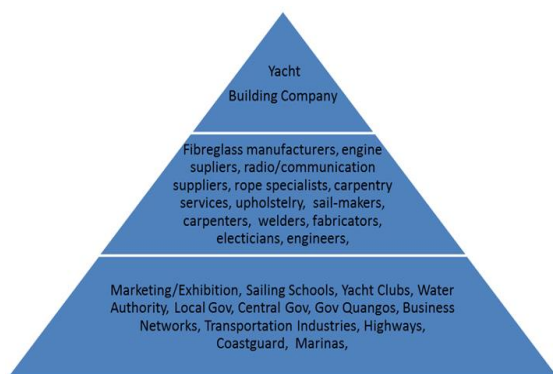 Yacht
Building Company
Fibreglass manufacturers, engine
supliers, radio/communication
suppliers, rope specialists, carpentry
services, upholstelry, sail-makers,
carpenters, welders, fabricators,
electicians, engineers,
Marketing/Exhibition, Sailing Schools, Yacht Clubs, Water
Authority, Local Gov, Central Gov, Gov Quangos, Business
Networks, Transportation Industries, Highways,
Coastguard, Marinas,